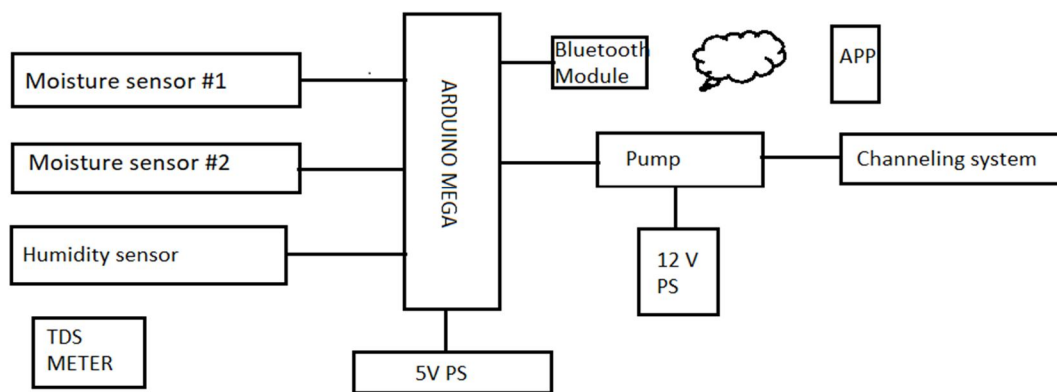 Moisture sensor #1
Moisture sensor #2
Humidity sensor
TDS
METER
ARDUINO MEGA
5V PS
Bluetooth
Module
APP
Pump
Channeling system
12 V
PS